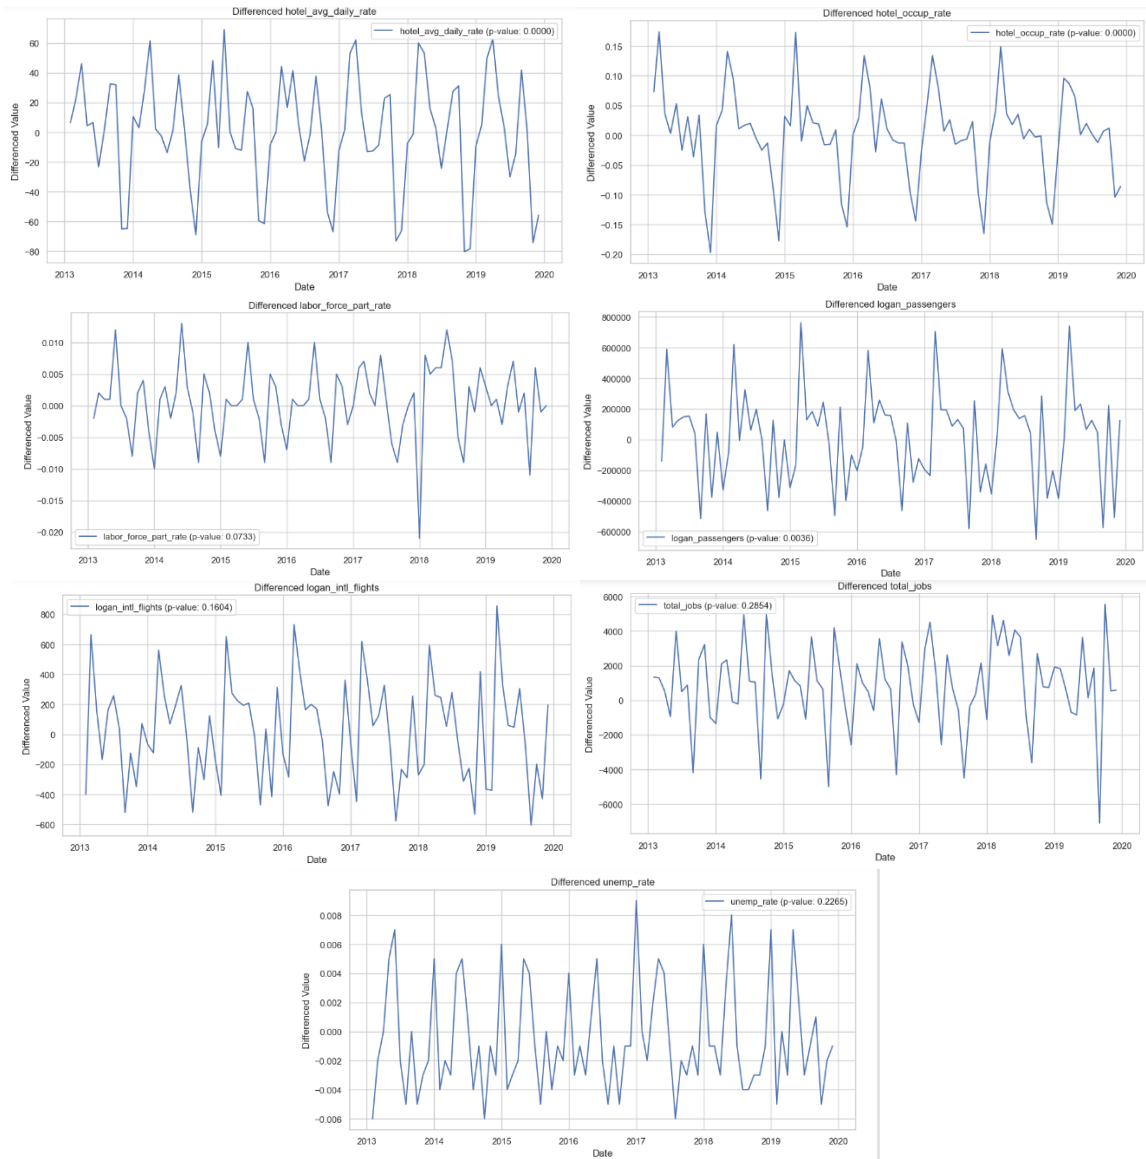 Differenced hotel_avg_daily_rate
hotel_avg_daily_rate (p-value: 0.0000)
60
40
20
0
−20
−40
−60
−80
Differenced Value
2013 2014 2015 2016 2017 2018 2019 2020
Date
Differenced hotel_occup_rate
hotel_occup_rate (p-value: 0.0000)
0.15
0.10
0.05
0.00
−0.05
−0.10
−0.15
−0.20
Differenced Value
2013 2014 2015 2016 2017 2018 2019 2020
Date
Differenced labor_force_part_rate
0.010
0.005
0.000
−0.005
−0.010
−0.015
−0.020
Differenced Value
labor_force_part_rate (p-value: 0.0733)
2013 2014 2015 2016 2017 2018 2019 2020
Date
Differenced logan_passengers
800000
600000
400000
200000
0
−200000
−400000
−600000
Differenced Value
logan_passengers (p-value: 0.0036)
2013 2014 2015 2016 2017 2018 2019 2020
Date
Differenced logan_intl_flights
logan_intl_flights (p-value: 0.1604)
800
600
400
200
0
−200
−400
−600
Differenced Value
2013 2014 2015 2016 2017 2018 2019 2020
Date
Differenced total_jobs
total_jobs (p-value: 0.2854)
6000
4000
2000
0
−2000
−4000
−6000
Differenced Value
2013 2014 2015 2016 2017 2018 2019 2020
Date
Differenced unemp_rate
unemp_rate (p-value: 0.2265)
0.008
0.006
0.004
0.002
0.000
−0.002
−0.004
−0.006
Differenced Value
2013 2014 2015 2016 2017 2018 2019 2020
Date